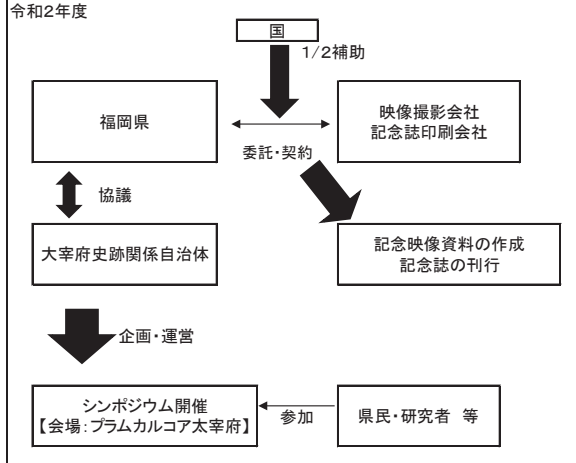 令和2年度
国
1/2補助
福岡県
映像撮影会社
記念誌印刷会社
委託・契約
協議
大宰府史跡関係自治体
記念映像資料の作成
記念誌の刊行
企画・運営
シンポジウム開催
【会場：プラムカルコア太宰府】
参加
県民・研究者 等